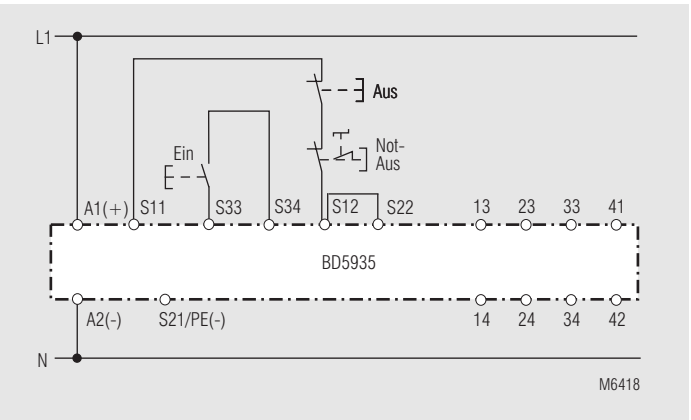 L1
Aus
Ein
Not-
Aus
A1(+) S11 S33 S34 S12 S22 13 23 33 41
BD5935
A2(-) S21/PE(-) 14 24 34 42
N
M6418